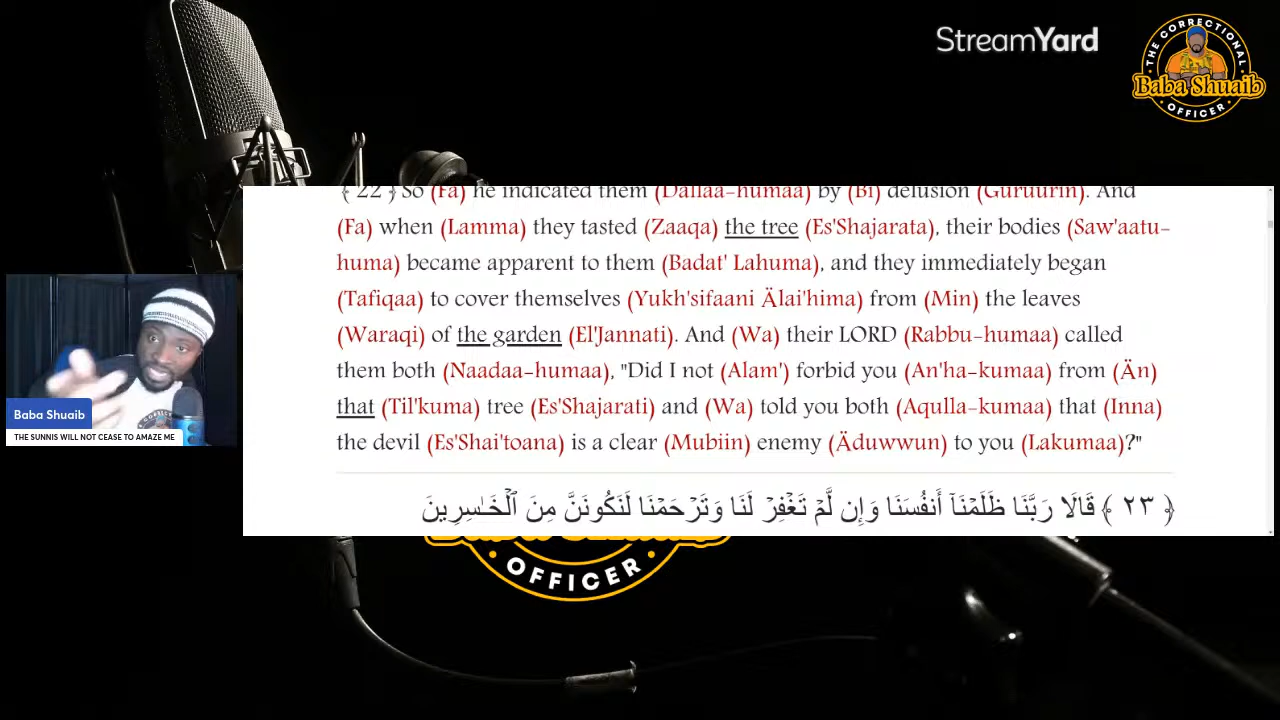 StreamYard
THE CORRECTIONAL
Baba Shuaib
OFFICER
﴾ 22 ﴿ So (Fa) he indicated them (Dallaa-humaa) by (Bi) delusion (Guruurin). And
(Fa) when (Lamma) they tasted (Zaaqa) the tree (Es'Shajarata), their bodies (Saw'aatu-
huma) became apparent to them (Badat' Lahuma), and they immediately began
(Tafiqaa) to cover themselves (Yukh'sifaani Älai'hima) from (Min) the leaves
(Waraqi) of the garden (El'Jannati). And (Wa) their LORD (Rabbu-humaa) called
them both (Naadaa-humaa), "Did I not (Alam') forbid you (An'ha-kumaa) from (Än)
that (Til'kuma) tree (Es'Shajarati) and (Wa) told you both (Aqulla-kumaa) that (Inna)
the devil (Es'Shai'toana) is a clear (Mubiin) enemy (Äduwwun) to you (Lakumaa)?"
﴾ ٢٣ ﴿ قَالَا رَبَّنَا ظَلَمْنَآ أَنفُسَنَا وَإِن لَّمْ تَغْفِرْ لَنَا وَتَرْحَمْنَا لَنَكُونَنَّ مِنَ ٱلْخَـٰسِرِينَ
Baba Shuaib
THE SUNNIS WILL NOT CEASE TO AMAZE ME
OFFICER